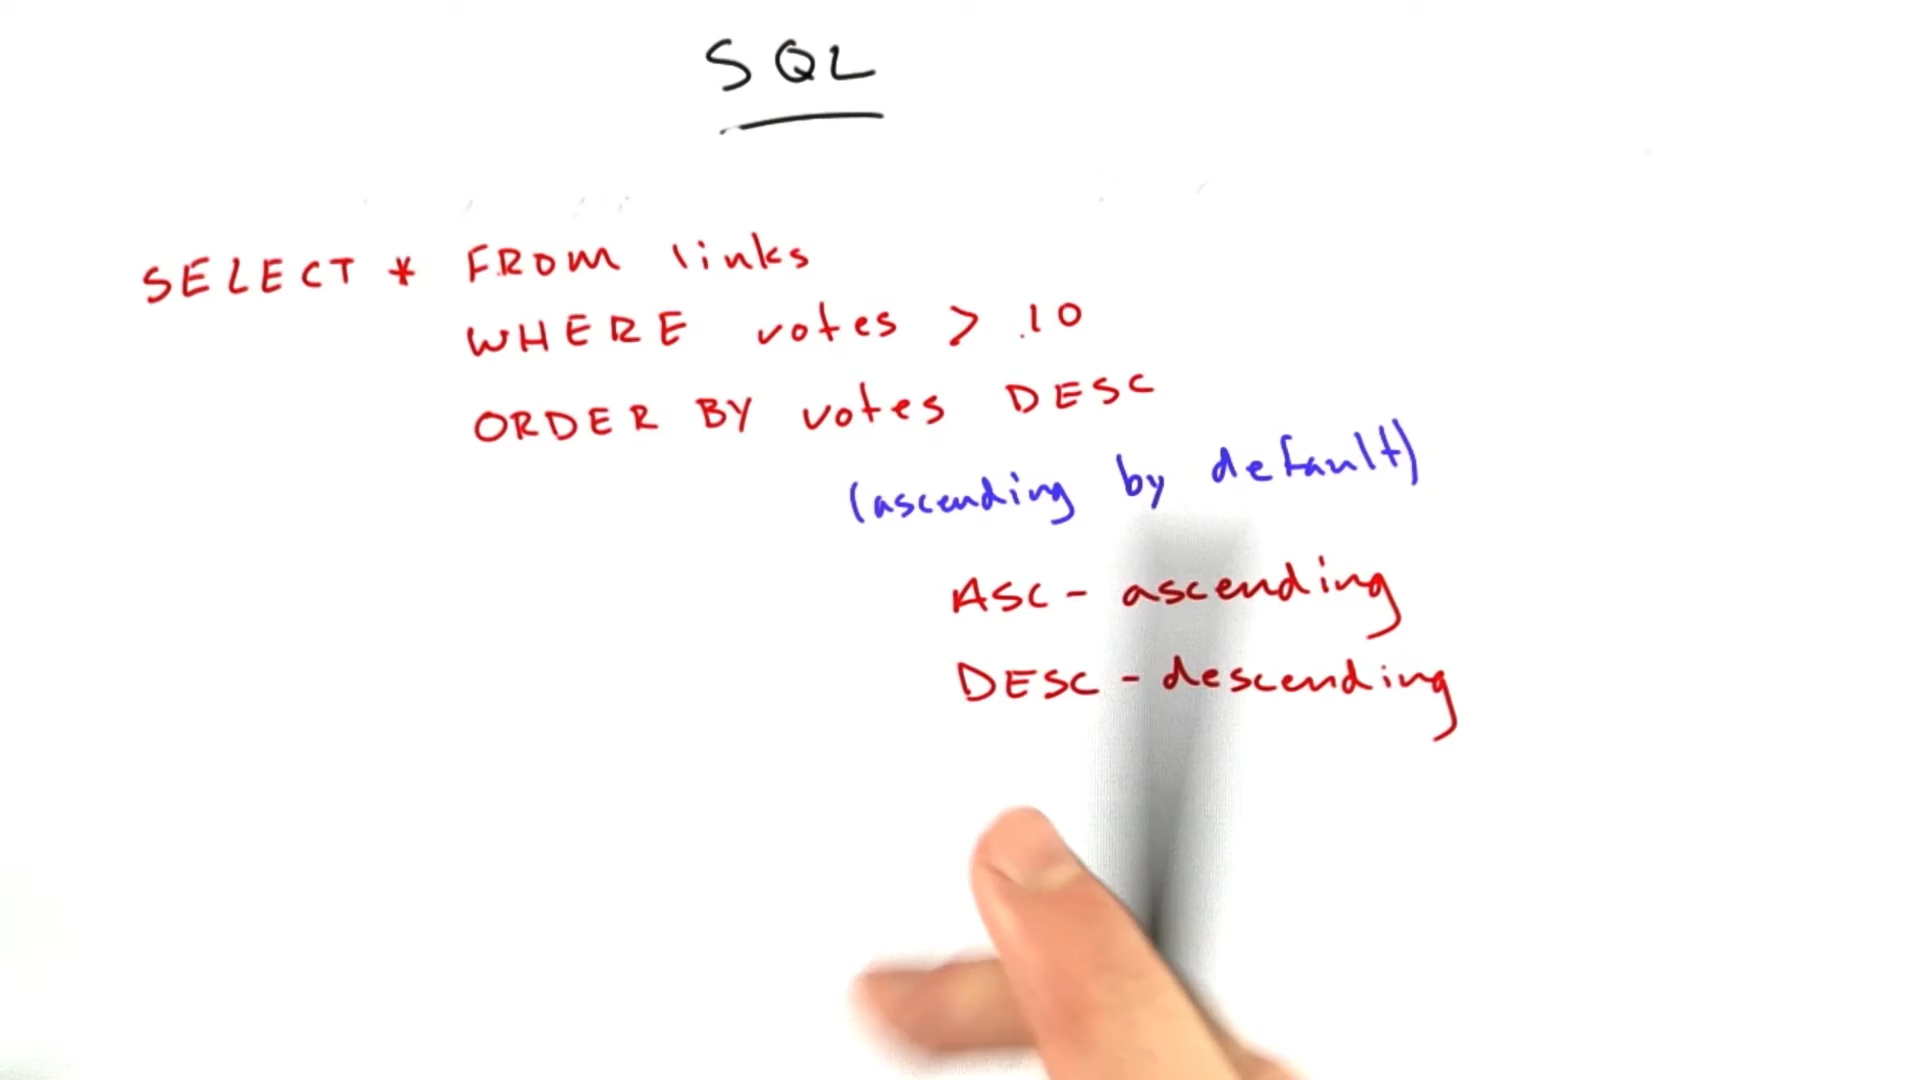 SQL
SELECT * FROM links
WHERE votes > 10
ORDER BY votes DESC
(ascending by default)
ASC - ascending
DESC - descending